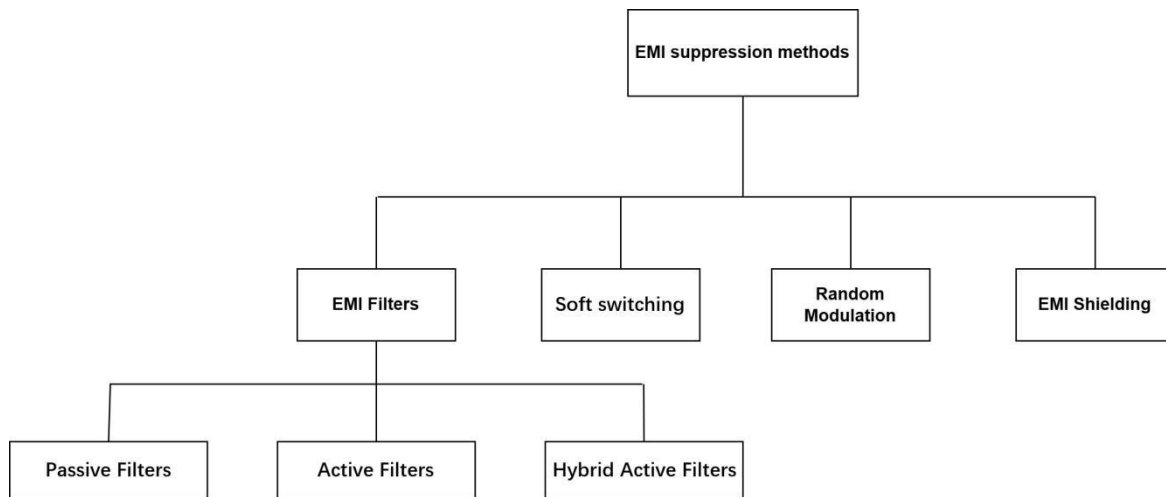 EMI suppression methods
EMI Filters
Soft switching
Random
Modulation
EMI Shielding
Passive Filters
Active Filters
Hybrid Active Filters